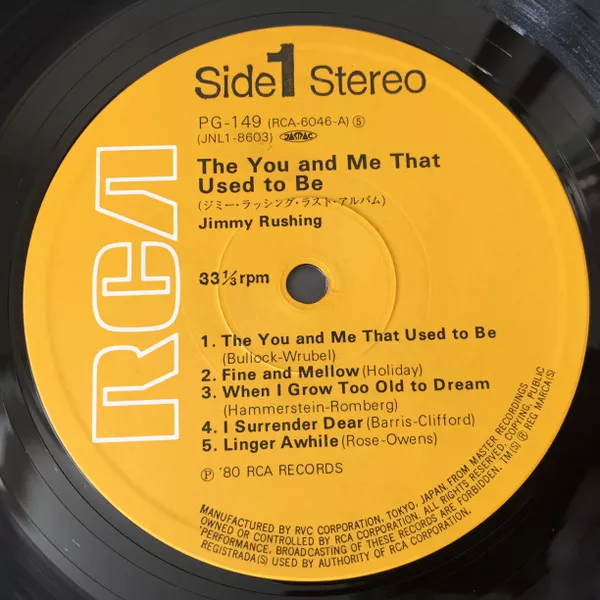 Side 1 Stereo
PG-149 (RCA-6046-A) ⑤
(JNL1-8603) JASRAC
The You and Me That
Used to Be
(ジミー・ラッシング・ラスト・アルバム)
Jimmy Rushing
33 1/3 rpm
RCA
1. The You and Me That Used to Be
(Bullock-Wrubel)
2. Fine and Mellow (Holiday)
3. When I Grow Too Old to Dream
(Hammerstein-Romberg)
4. I Surrender Dear (Barris-Clifford)
5. Linger Awhile (Rose-Owens)
Ⓟ '80 RCA RECORDS
MANUFACTURED BY RVC CORPORATION, TOKYO, JAPAN, FROM MASTER RECORDINGS
OWNED OR CONTROLLED BY RCA CORPORATION. ALL RIGHTS RESERVED. COPYING, PUBLIC
'PERFORMANCE, BROADCASTING OF THESE RECORDS ARE FORBIDDEN. TM(S) ® REG MARCA(S)
REGISTRADA(S) USED BY AUTHORITY OF RCA CORPORATION.